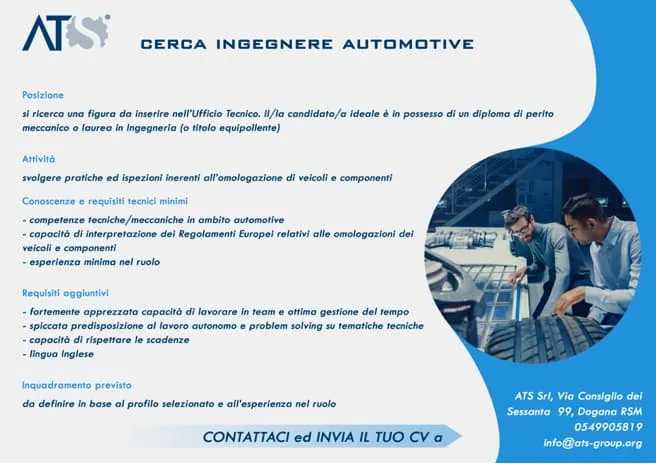 ATS
CERCA INGEGNERE AUTOMOTIVE
Posizione
si ricerca una figura da inserire nell'Ufficio Tecnico. Il/la candidato/a ideale è in possesso di un diploma di perito
meccanico o laurea in Ingegneria (o titolo equipollente)
Attività
svolgere pratiche ed ispezioni inerenti all'omologazione di veicoli e componenti
Conoscenze e requisiti tecnici minimi
- competenze tecniche/meccaniche in ambito automotive
- capacità di interpretazione dei Regolamenti Europei relativi alle omologazioni dei
veicoli e componenti
- esperienza minima nel ruolo
Requisiti aggiuntivi
- fortemente apprezzata capacità di lavorare in team e ottima gestione del tempo
- spiccata predisposizione al lavoro autonomo e problem solving su tematiche tecniche
- capacità di rispettare le scadenze
- lingua Inglese
Inquadramento previsto
da definire in base al profilo selezionato e all'esperienza nel ruolo
CONTATTACI ed INVIA IL TUO CV a
ATS Srl, Via Consiglio dei
Sessanta 99, Dogana RSM
0549905819
info@ats-group.org